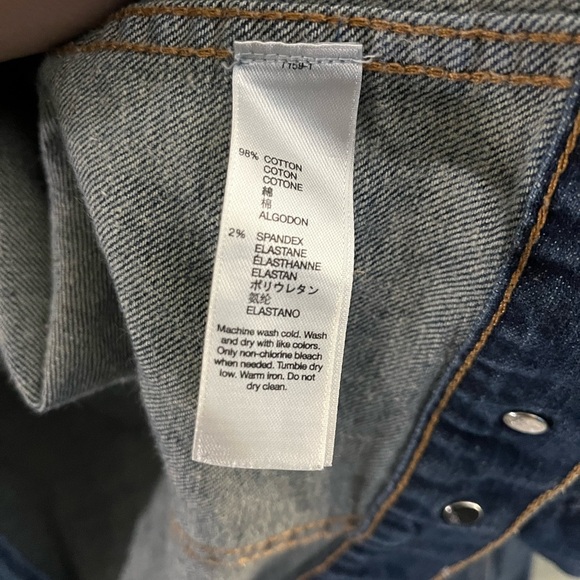 98% COTTON
COTON
COTONE
綿
棉
ALGODON
2% SPANDEX
ELASTANE
ÉLASTHANNE
ELASTAN
ポリウレタン
氨纶
ELASTANO
Machine wash cold. Wash
and dry with like colors.
Only non-chlorine bleach
when needed. Tumble dry
low. Warm iron. Do not
dry clean.